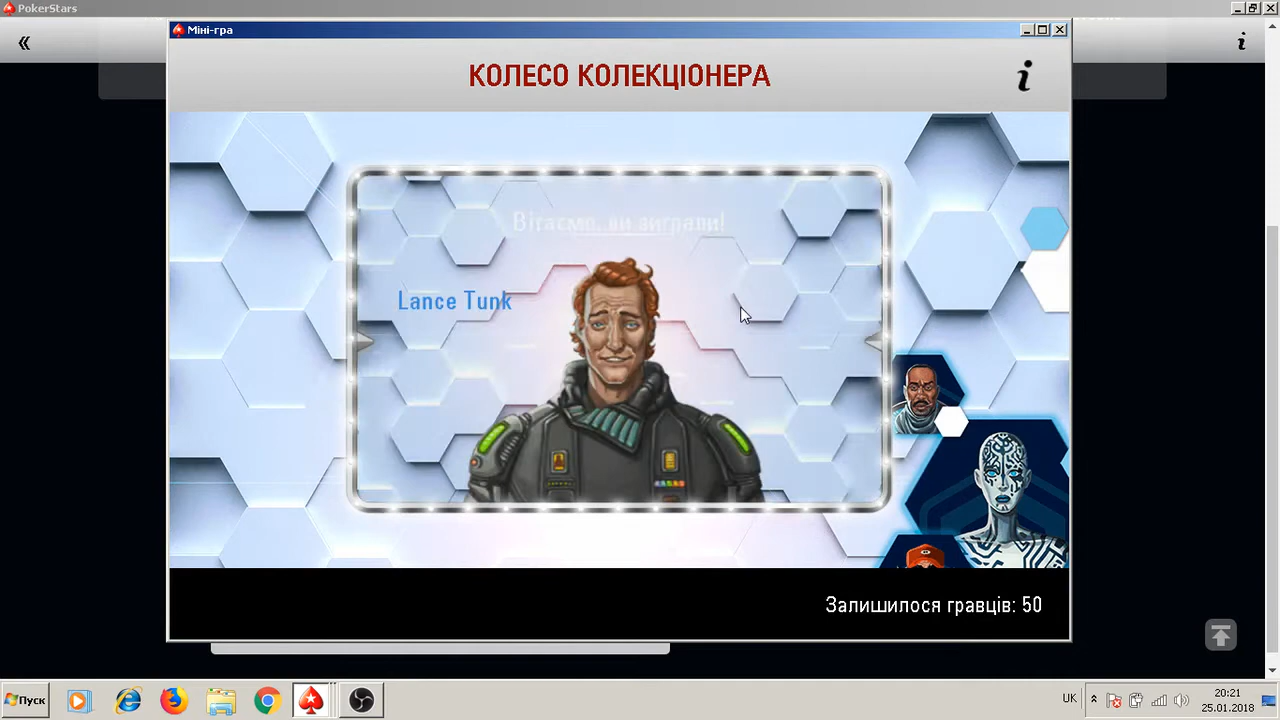 PokerStars
Міні-гра
КОЛЕСО КОЛЕКЦІОНЕРА
Вітаємо, ви виграли!
Lance Tunk
Залишилося гравців: 50
Пуск
UK
20:21
25.01.2018